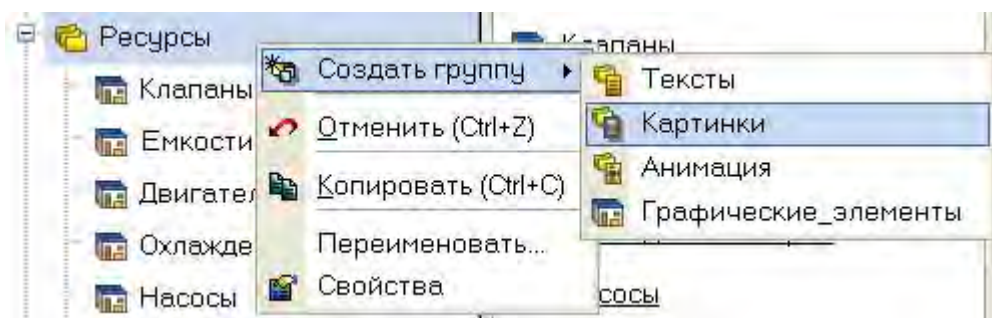 Ресурсы
Клапаны
Емкости
Двигател
Охлажде
Насосы
Создать группу
Отменить (Ctrl+Z)
Копировать (Ctrl+C)
Переименовать...
Свойства
Клапаны
Тексты
Картинки
Анимация
Графические_элементы
сосы